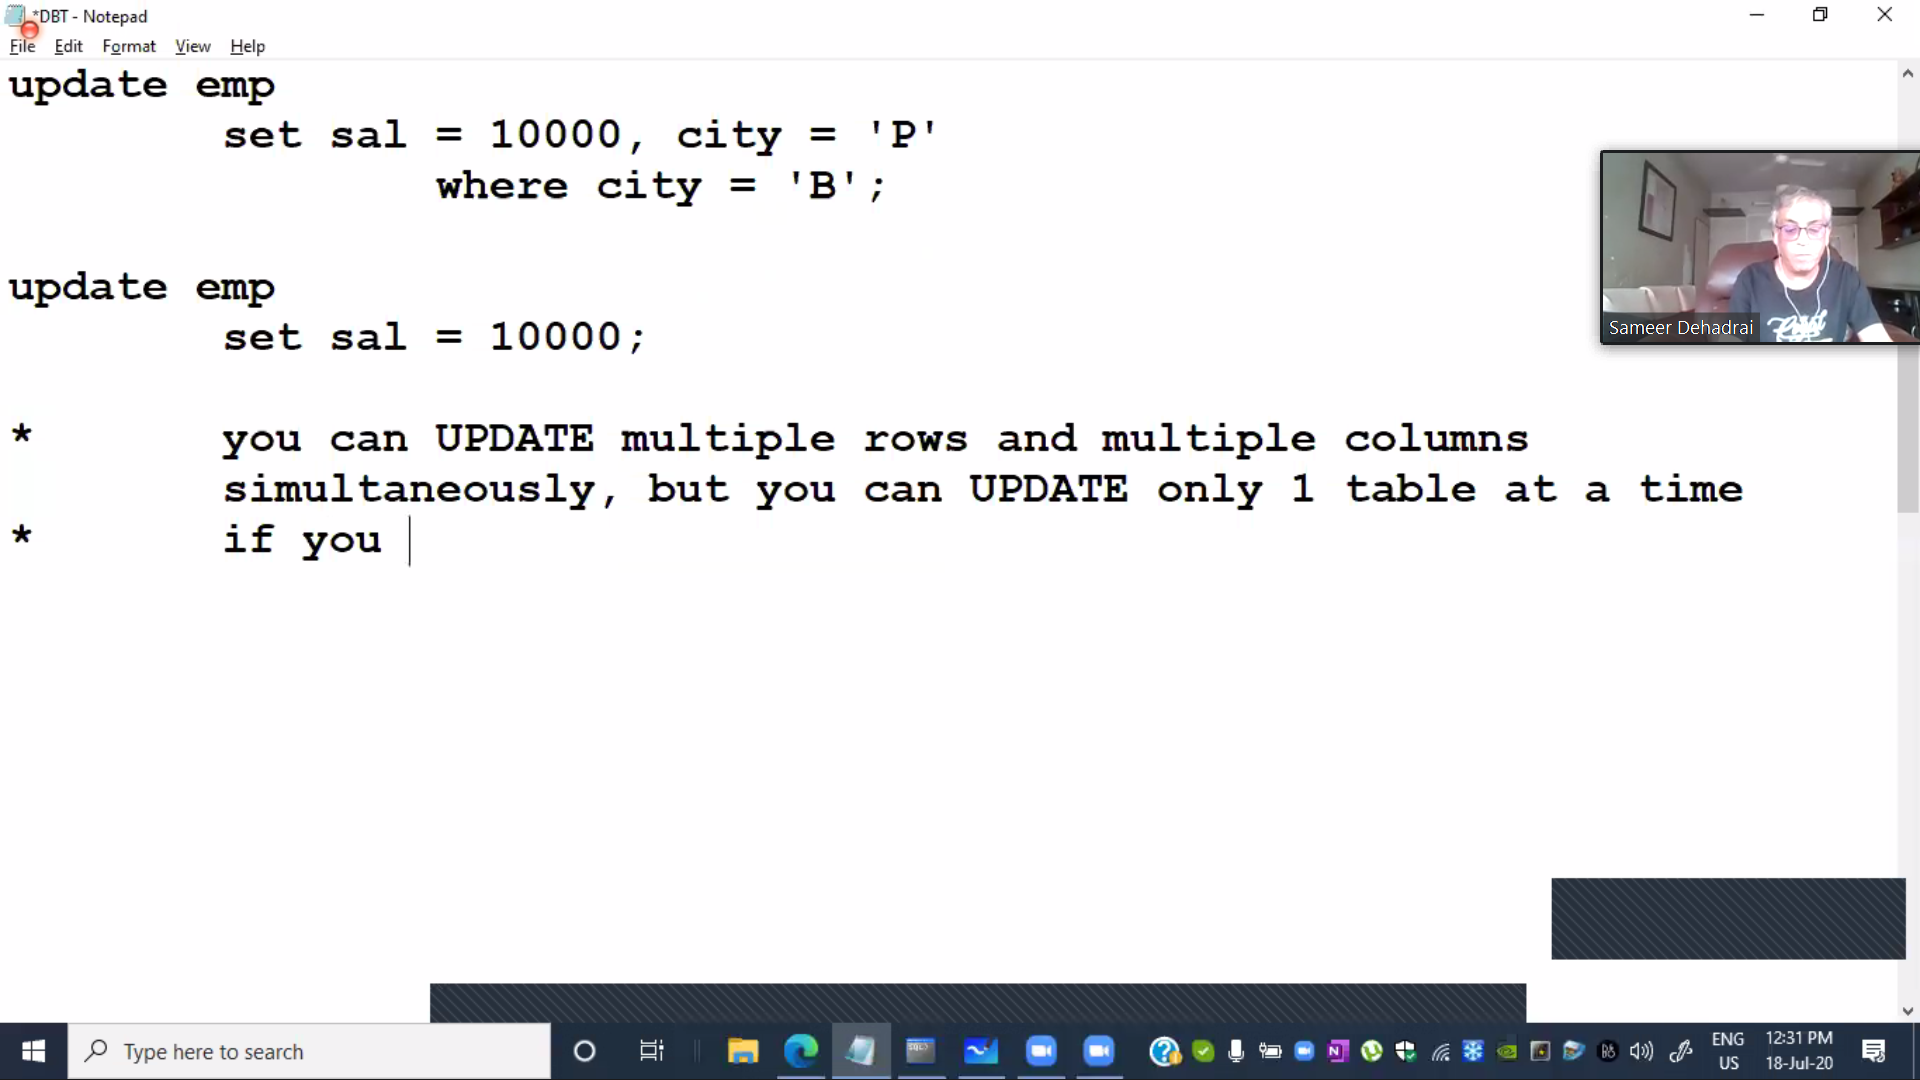 *DBT - Notepad
File Edit Format View Help
update emp
set sal = 10000, city = 'P'
where city = 'B';
update emp
set sal = 10000;
* you can UPDATE multiple rows and multiple columns
simultaneously, but you can UPDATE only 1 table at a time
* if you
Sameer Dehadrai
Type here to search
ENG
US
12:31 PM
18-Jul-20